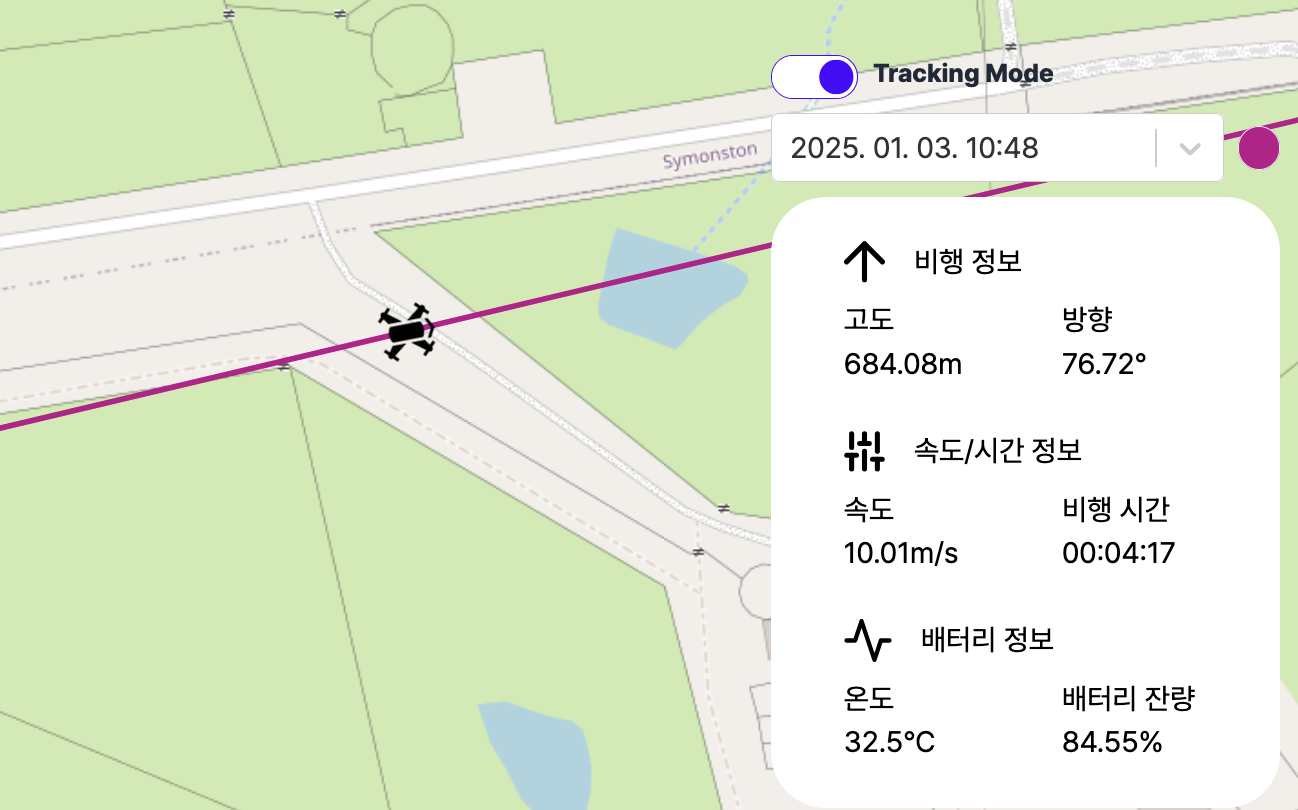 Tracking Mode
2025. 01. 03. 10:48
Symonston
비행 정보
고도 방향
684.08m 76.72°
속도/시간 정보
속도 비행 시간
10.01m/s 00:04:17
배터리 정보
온도 배터리 잔량
32.5°C 84.55%